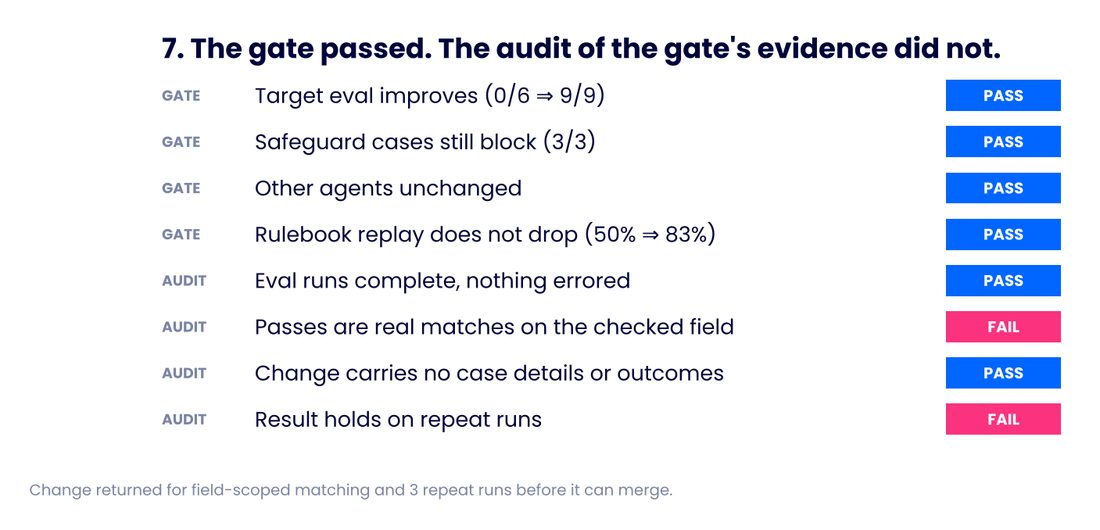 7. The gate passed. The audit of the gate's evidence did not.
GATE Target eval improves (0/6 ⇒ 9/9) PASS
GATE Safeguard cases still block (3/3) PASS
GATE Other agents unchanged PASS
GATE Rulebook replay does not drop (50% ⇒ 83%) PASS
AUDIT Eval runs complete, nothing errored PASS
AUDIT Passes are real matches on the checked field FAIL
AUDIT Change carries no case details or outcomes PASS
AUDIT Result holds on repeat runs FAIL
Change returned for field-scoped matching and 3 repeat runs before it can merge.